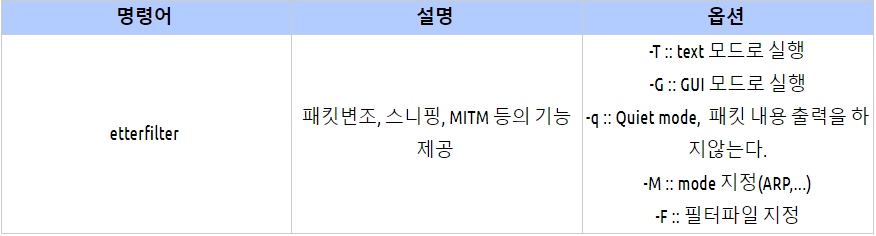 명령어 설명 옵션
etterfilter
패킷변조, 스니핑, MITM 등의 기능
제공
-T :: text 모드로 실행
-G :: GUI 모드로 실행
-q :: Quiet mode, 패킷 내용 출력을 하
지않는다.
-M :: mode 지정(ARP,...)
-F :: 필터파일 지정